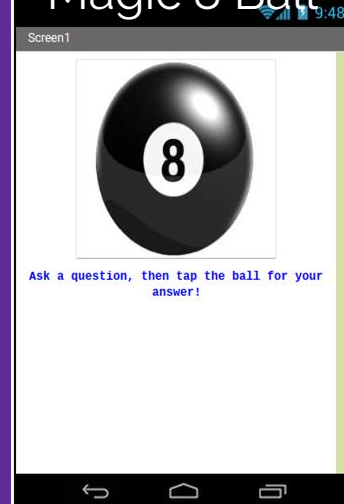 Magic 8 Ball
9:48
Screen1
8
Ask a question, then tap the ball for your
answer!